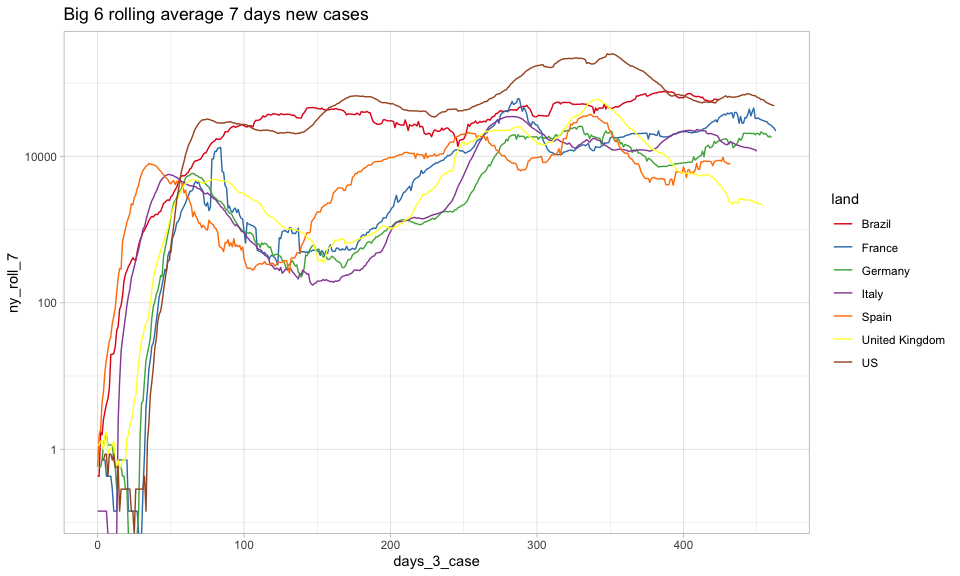 Big 6 rolling average 7 days new cases
ny_roll_7
10000
100
1
0
100
200
300
400
days_3_case
land
Brazil
France
Germany
Italy
Spain
United Kingdom
US